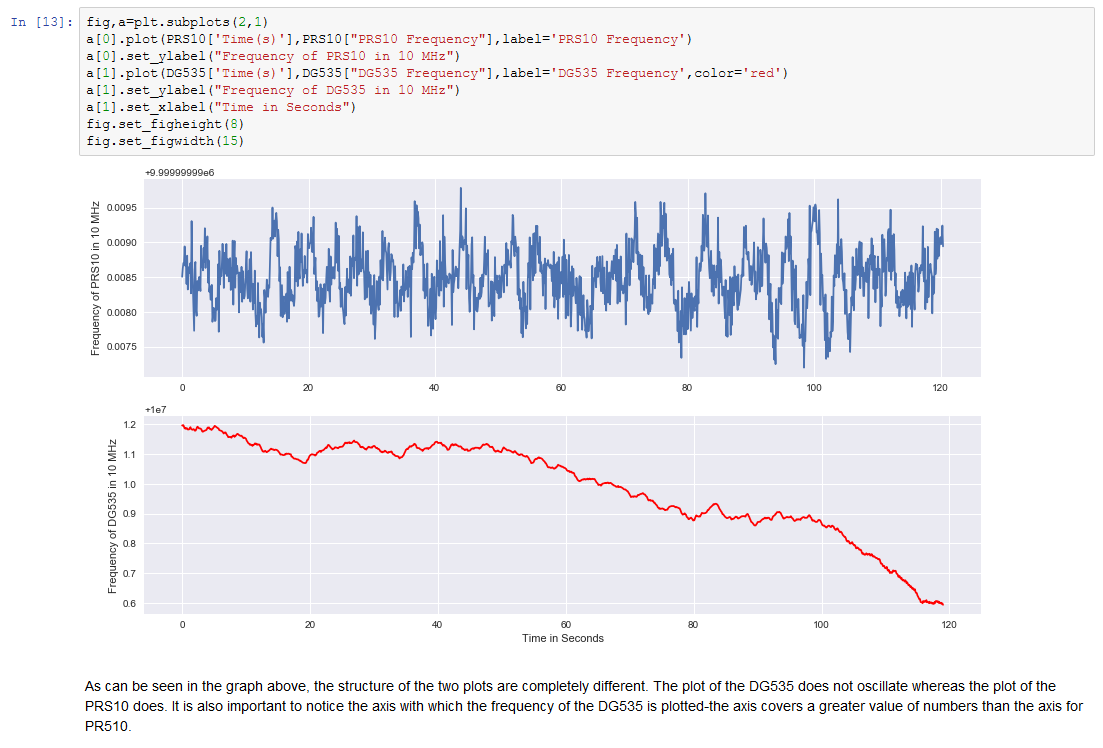 In [13]: fig,a=plt.subplots(2,1)
a[0].plot(PRS10['Time(s)'],PRS10["PRS10 Frequency"],label='PRS10 Frequency')
a[0].set_ylabel("Frequency of PRS10 in 10 MHz")
a[1].plot(DG535['Time(s)'],DG535["DG535 Frequency"],label='DG535 Frequency',color='red')
a[1].set_ylabel("Frequency of DG535 in 10 MHz")
a[1].set_xlabel("Time in Seconds")
fig.set_figheight(8)
fig.set_figwidth(15)
+9.99999999e6
Frequency of PRS10 in 10 MHz
0.0095
0.0090
0.0085
0.0080
0.0075
0 20 40 60 80 100 120
+1e7
Frequency of DG535 in 10 MHz
1.2
1.1
1.0
0.9
0.8
0.7
0.6
0 20 40 60 80 100 120
Time in Seconds
As can be seen in the graph above, the structure of the two plots are completely different. The plot of the DG535 does not oscillate whereas the plot of the
PRS10 does. It is also important to notice the axis with which the frequency of the DG535 is plotted-the axis covers a greater value of numbers than the axis for
PR510.